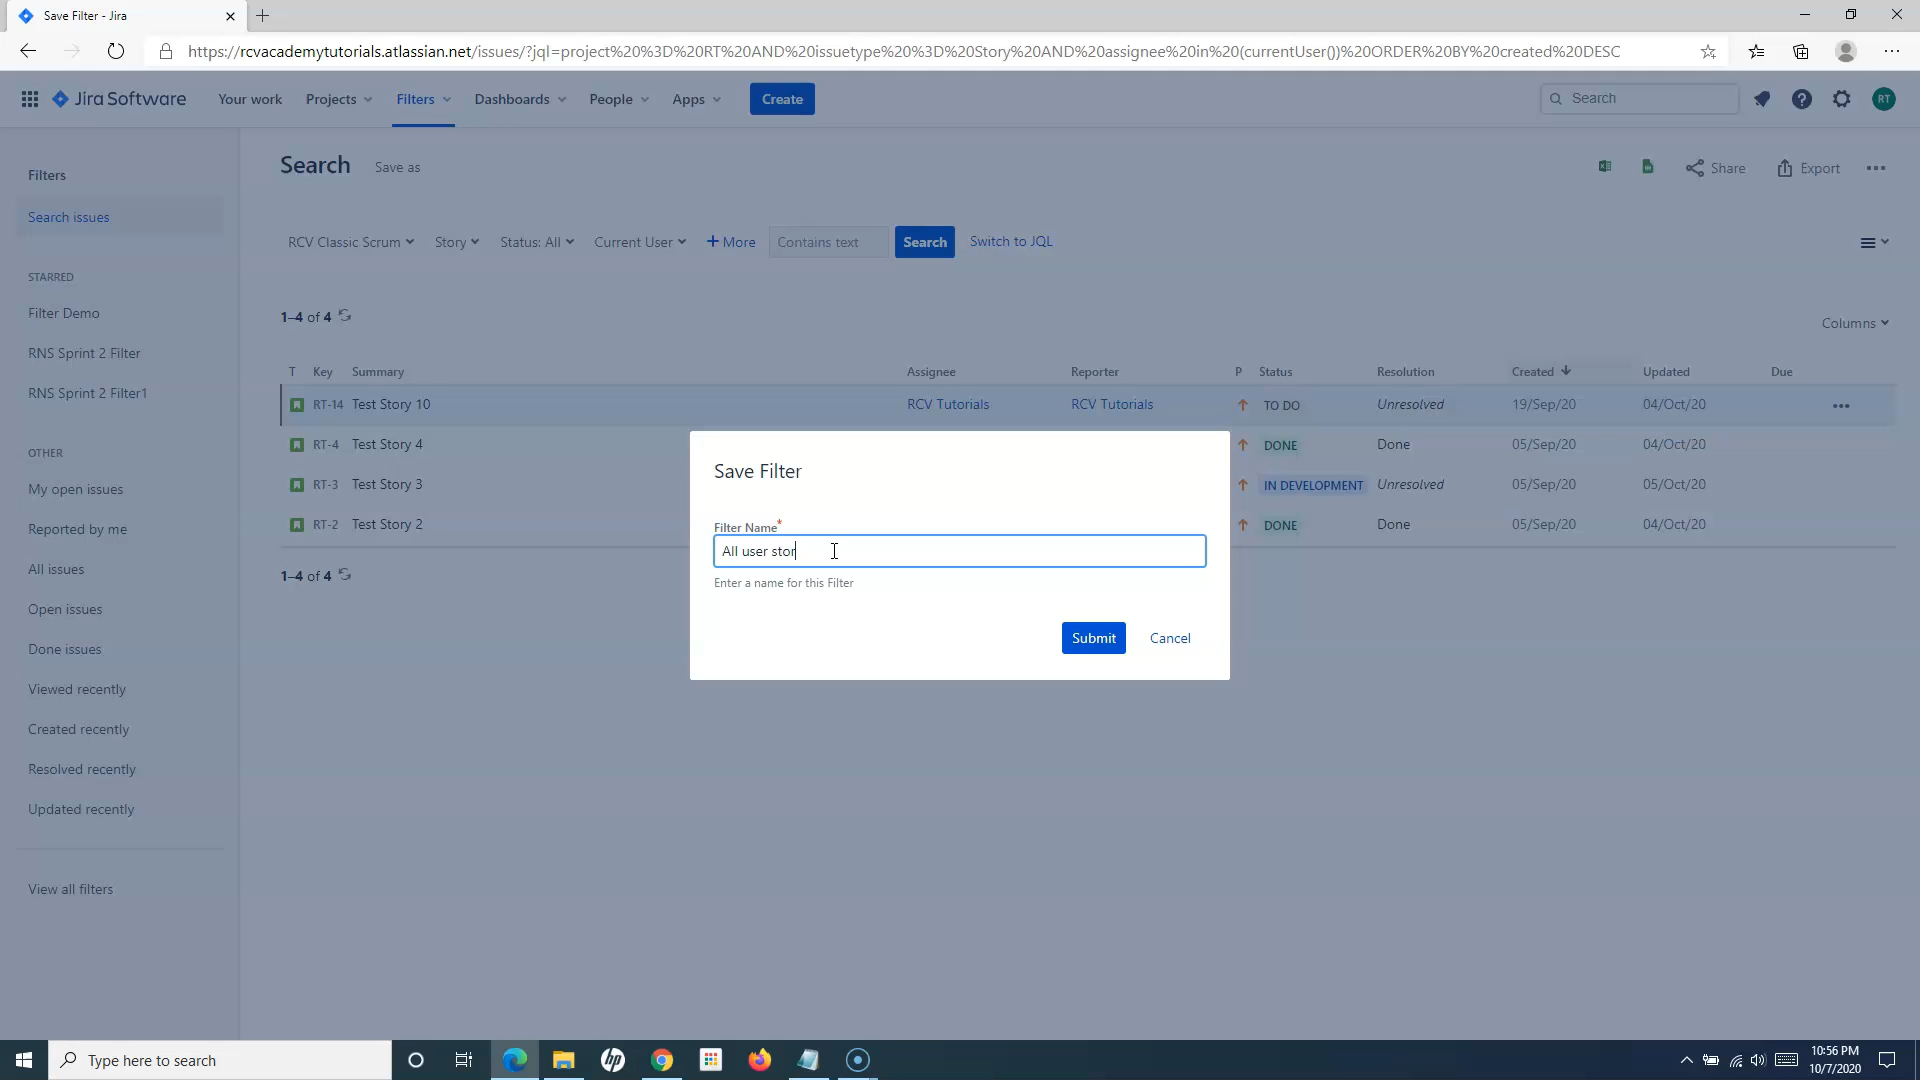 Save Filter - Jira
https://rcvacademytutorials.atlassian.net/issues/?jql=project%20%3D%20RT%20AND%20issuetype%20%3D%20Story%20AND%20assignee%20in%20(currentUser())%20ORDER%20BY%20created%20DESC
Jira Software Your work Projects Filters Dashboards People Apps Create Search RT
Filters
Search issues
STARRED
Filter Demo
RNS Sprint 2 Filter
RNS Sprint 2 Filter1
OTHER
My open issues
Reported by me
All issues
Open issues
Done issues
Viewed recently
Created recently
Resolved recently
Updated recently
View all filters
Search Save as Share Export
RCV Classic Scrum Story Status: All Current User + More Contains text Search Switch to JQL
1–4 of 4
Columns
T Key Summary Assignee Reporter P Status Resolution Created Updated Due
RT-14 Test Story 10 RCV Tutorials RCV Tutorials TO DO Unresolved 19/Sep/20 04/Oct/20
RT-4 Test Story 4 DONE Done 05/Sep/20 04/Oct/20
RT-3 Test Story 3 IN DEVELOPMENT Unresolved 05/Sep/20 05/Oct/20
RT-2 Test Story 2 DONE Done 05/Sep/20 04/Oct/20
1–4 of 4
Save Filter
Filter Name*
All user stor
Enter a name for this Filter
Submit Cancel
Type here to search
hp
10:56 PM
10/7/2020